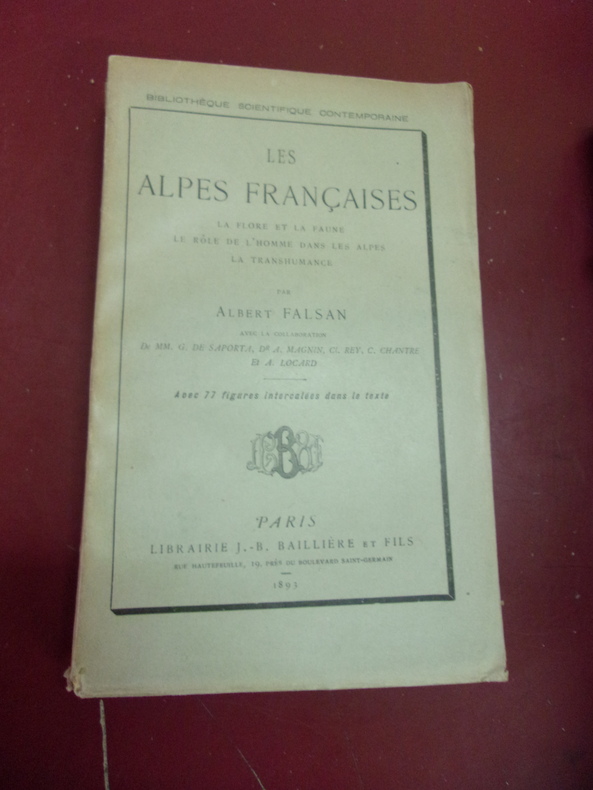 BIBLIOTHÈQUE SCIENTIFIQUE CONTEMPORAINE
LES
ALPES FRANÇAISES
LA FLORE ET LA FAUNE
LE RÔLE DE L'HOMME DANS LES ALPES
LA TRANSHUMANCE
PAR
ALBERT FALSAN
AVEC LA COLLABORATION
De MM. G. DE SAPORTA, Dr A. MAGNIN, Cl. REY, C. CHANTRE
Et A. LOCARD
Avec 77 figures intercalées dans le texte
PARIS
LIBRAIRIE J.-B. BAILLIÈRE ET FILS
RUE HAUTEFEUILLE, 19, PRÈS DU BOULEVARD SAINT-GERMAIN
1893